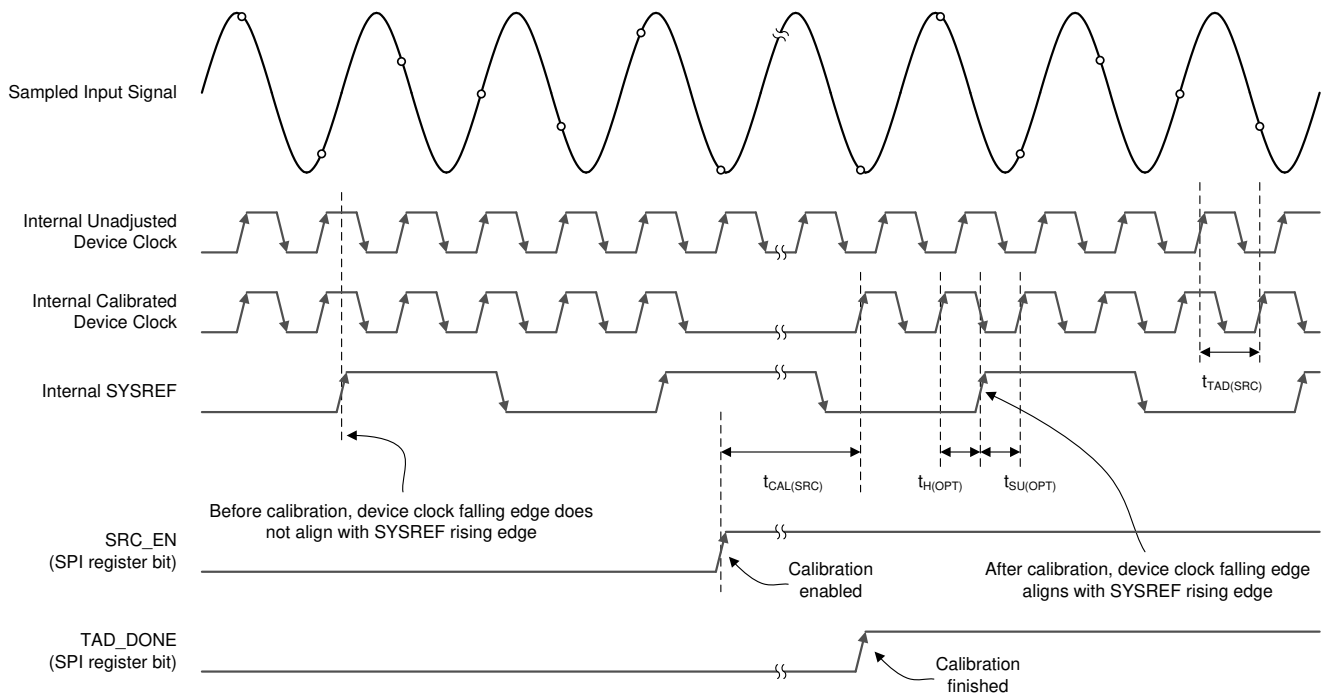 Sampled Input Signal
Internal Unadjusted
Device Clock
Internal Calibrated
Device Clock
tTAD(SRC)
Internal SYSREF
tCAL(SRC)
tH(OPT)
tSU(OPT)
Before calibration, device clock falling edge does
not align with SYSREF rising edge
SRC_EN
(SPI register bit)
Calibration
enabled
After calibration, device clock falling edge
aligns with SYSREF rising edge
TAD_DONE
(SPI register bit)
Calibration
finished